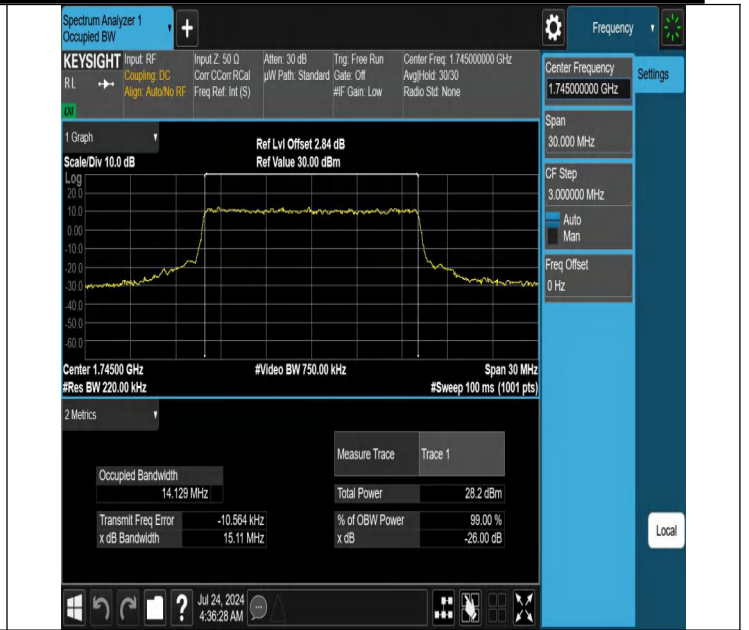 Spectrum Analyzer 1
Occupied BW
Frequency
KEYSIGHT
RL
Input: RF
Coupling: DC
Align: Auto/No RF
Input Z: 50 Ω
Corr CCorr RCal
Freq Ref: Int (S)
Atten: 30 dB
µW Path: Standard
Trig: Free Run
Gate: Off
#IF Gain: Low
Center Freq: 1.745000000 GHz
Avg|Hold: 30/30
Radio Std: None
Center Frequency
1.745000000 GHz
Settings
Span
30.000 MHz
CF Step
3.000000 MHz
Auto
Man
Freq Offset
0 Hz
1 Graph
Scale/Div 10.0 dB
Ref Lvl Offset 2.84 dB
Ref Value 30.00 dBm
Log
20.0
10.0
0.00
-10.0
-20.0
-30.0
-40.0
-50.0
-60.0
Center 1.74500 GHz
#Video BW 750.00 kHz
Span 30 MHz
#Res BW 220.00 kHz
#Sweep 100 ms (1001 pts)
2 Metrics
Measure Trace
Trace 1
Occupied Bandwidth
14.129 MHz
Total Power
28.2 dBm
Transmit Freq Error
-10.564 kHz
% of OBW Power
99.00 %
x dB Bandwidth
15.11 MHz
x dB
-26.00 dB
Local
?
Jul 24, 2024
4:36:28 AM